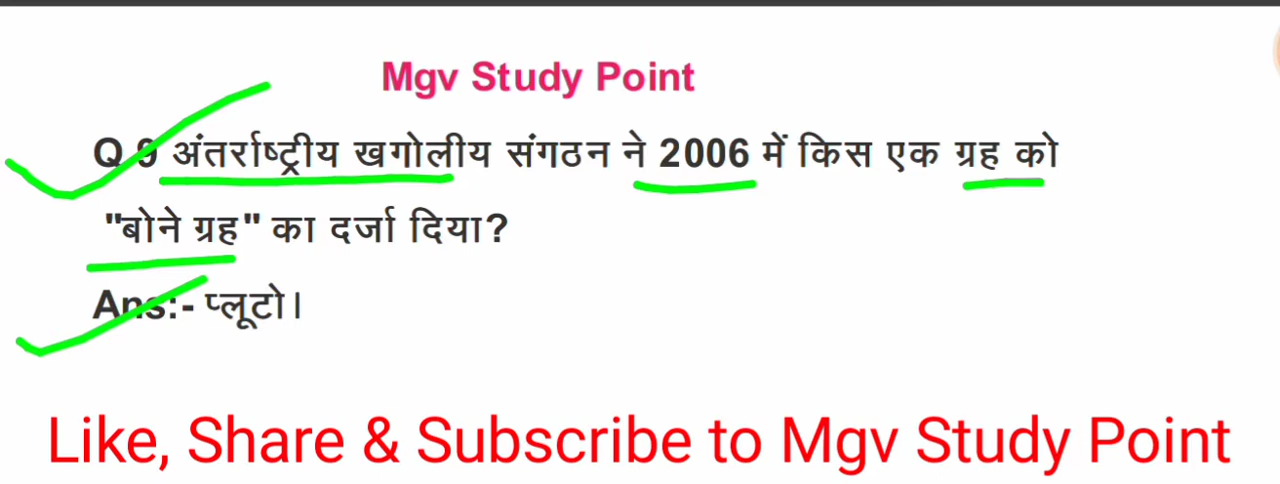 Mgv Study Point
Q 9 अंतर्राष्ट्रीय खगोलीय संगठन ने 2006 में किस एक ग्रह को
"बोने ग्रह" का दर्जा दिया?
Ans:- प्लूटो।
Like, Share & Subscribe to Mgv Study Point